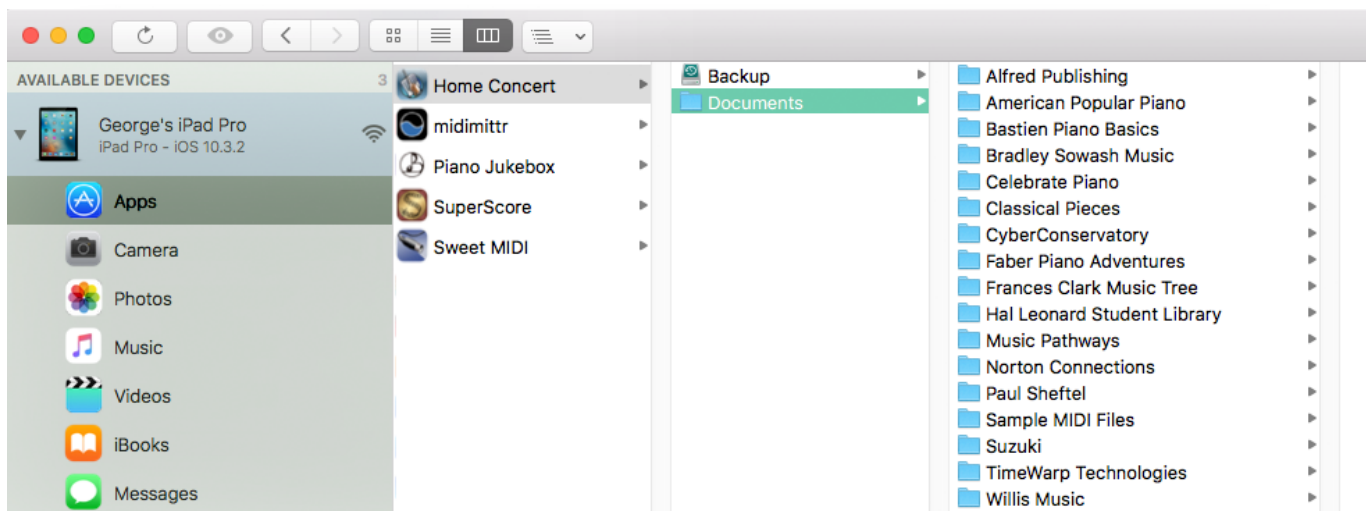 AVAILABLE DEVICES 3
George's iPad Pro
iPad Pro - iOS 10.3.2
Apps
Camera
Photos
Music
Videos
iBooks
Messages
Home Concert
midimittr
Piano Jukebox
SuperScore
Sweet MIDI
Backup
Documents
Alfred Publishing
American Popular Piano
Bastien Piano Basics
Bradley Sowash Music
Celebrate Piano
Classical Pieces
CyberConservatory
Faber Piano Adventures
Frances Clark Music Tree
Hal Leonard Student Library
Music Pathways
Norton Connections
Paul Sheftel
Sample MIDI Files
Suzuki
TimeWarp Technologies
Willis Music